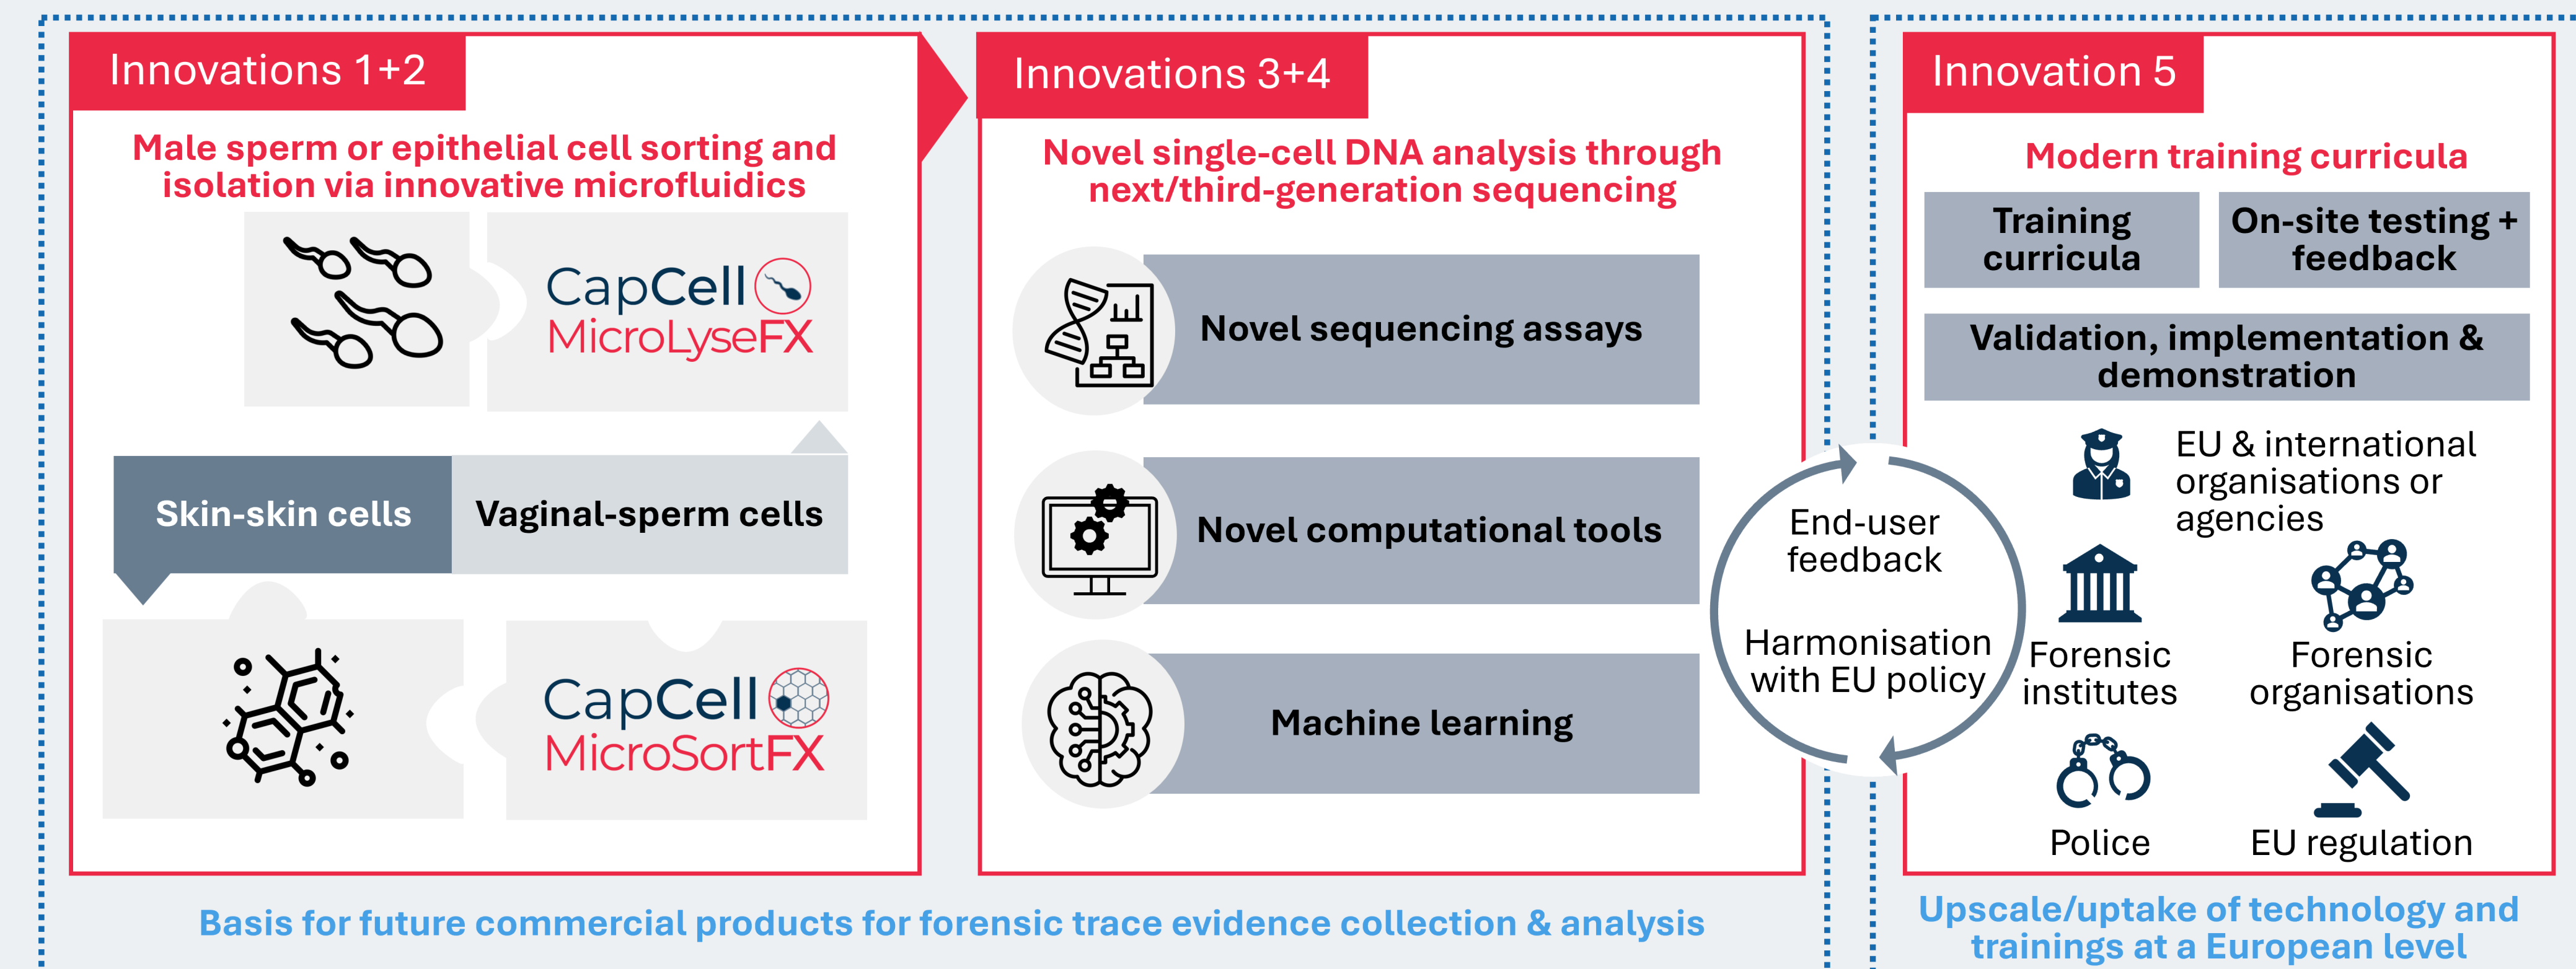 Innovations 1+2
Male sperm or epithelial cell sorting and
isolation via innovative microfluidics
CapCell
MicroLyseFX
Skin-skin cells
Vaginal-sperm cells
CapCell
MicroSortFX
Innovations 3+4
Novel single-cell DNA analysis through
next/third-generation sequencing
Novel sequencing assays
Novel computational tools
Machine learning
End-user
feedback
Harmonisation
with EU policy
Innovation 5
Modern training curricula
Training
curricula
On-site testing +
feedback
Validation, implementation &
demonstration
EU & international
organisations or
agencies
Forensic
institutes
Forensic
organisations
Police
EU regulation
Basis for future commercial products for forensic trace evidence collection & analysis
Upscale/uptake of technology and
trainings at a European level